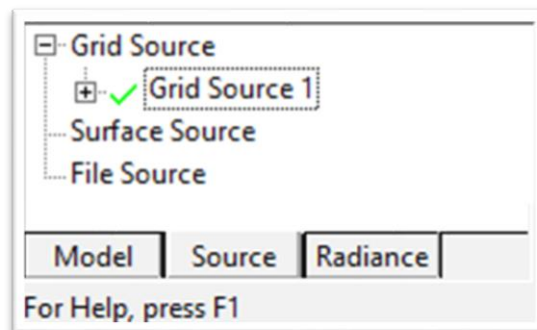 Grid Source
Grid Source 1
Surface Source
File Source
Model Source Radiance
For Help, press F1